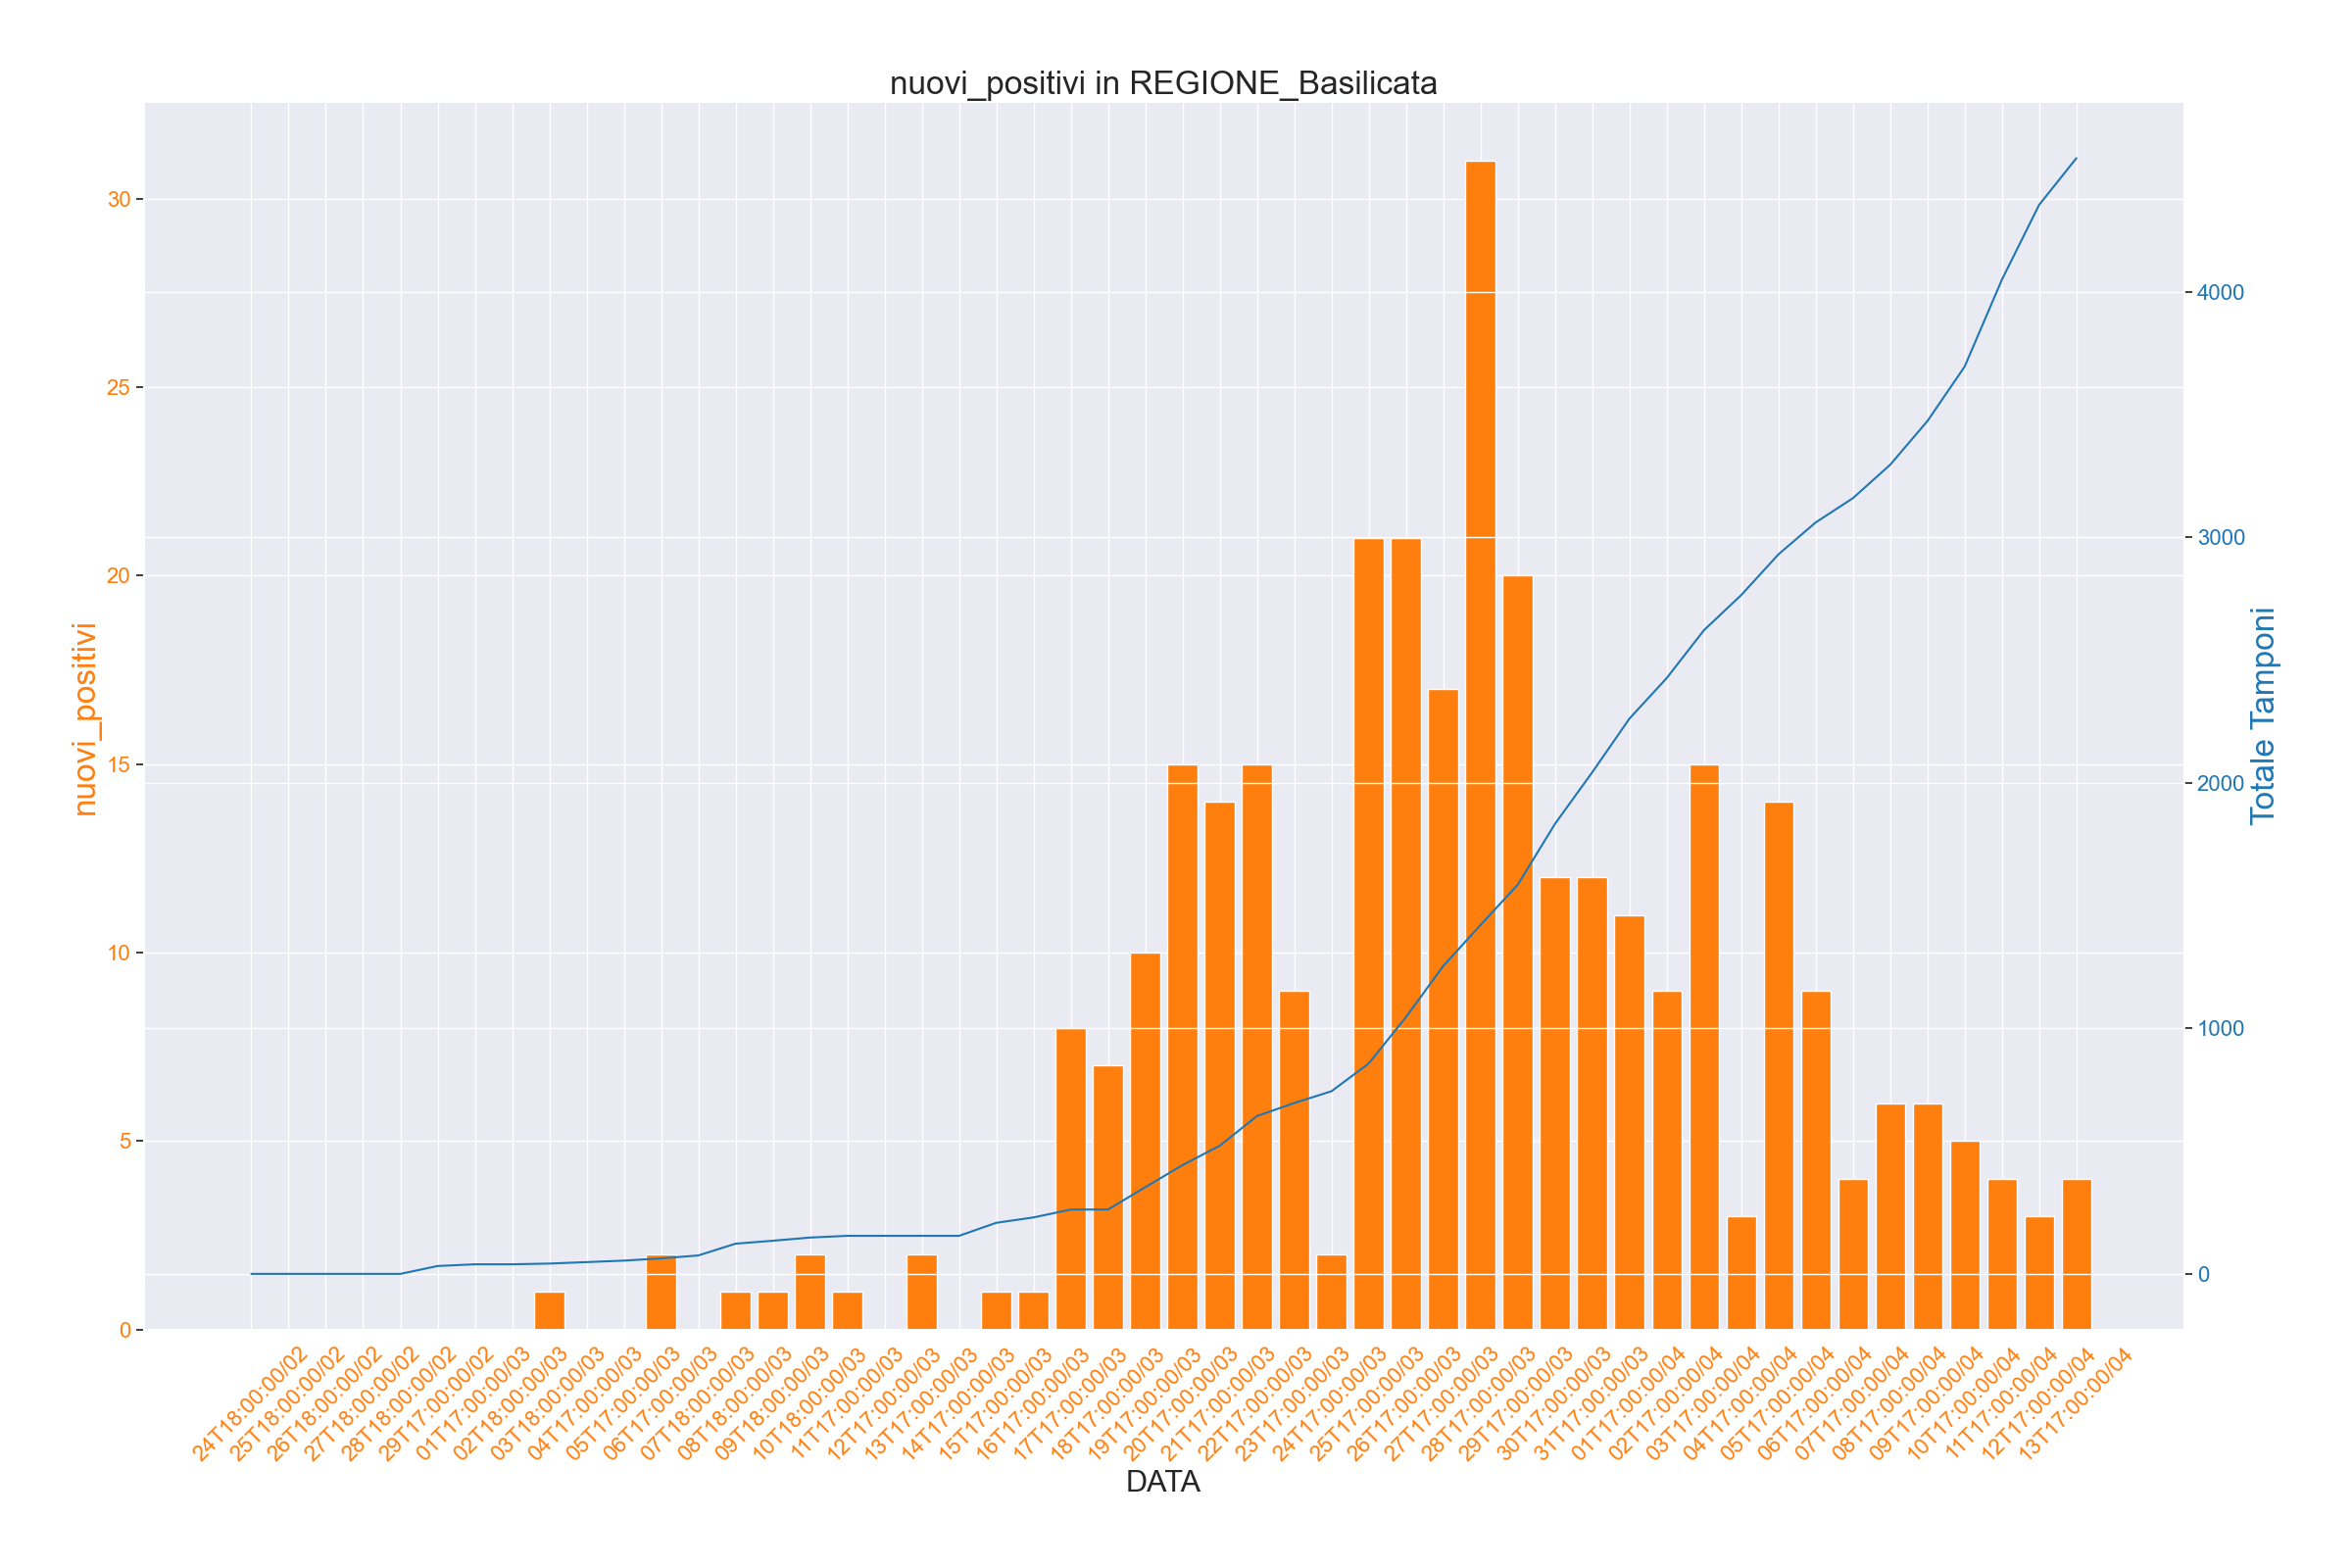 nuovi_positivi in REGIONE_Basilicata
30
25
20
15
10
5
0
nuovi_positivi
4000
3000
2000
1000
0
Totale Tamponi
24T18:00:00/02
25T18:00:00/02
26T18:00:00/02
27T18:00:00/02
28T18:00:00/02
29T17:00:00/02
01T17:00:00/03
02T18:00:00/03
03T18:00:00/03
04T17:00:00/03
05T17:00:00/03
06T17:00:00/03
07T18:00:00/03
08T18:00:00/03
09T18:00:00/03
10T18:00:00/03
11T17:00:00/03
12T17:00:00/03
13T17:00:00/03
14T17:00:00/03
15T17:00:00/03
16T17:00:00/03
17T17:00:00/03
18T17:00:00/03
19T17:00:00/03
20T17:00:00/03
21T17:00:00/03
22T17:00:00/03
23T17:00:00/03
24T17:00:00/03
25T17:00:00/03
26T17:00:00/03
27T17:00:00/03
28T17:00:00/03
29T17:00:00/03
30T17:00:00/03
31T17:00:00/03
01T17:00:00/04
02T17:00:00/04
03T17:00:00/04
04T17:00:00/04
05T17:00:00/04
06T17:00:00/04
07T17:00:00/04
08T17:00:00/04
09T17:00:00/04
10T17:00:00/04
11T17:00:00/04
12T17:00:00/04
13T17:00:00/04
DATA